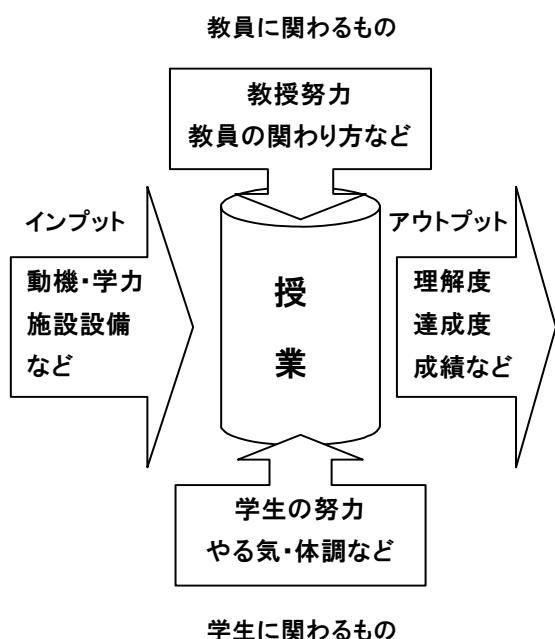 教員に関わるもの
教授努力
教員の関わり方など
インプット
動機・学力
施設設備
など
授
業
アウトプット
理解度
達成度
成績など
学生の努力
やる気・体調など
学生に関わるもの